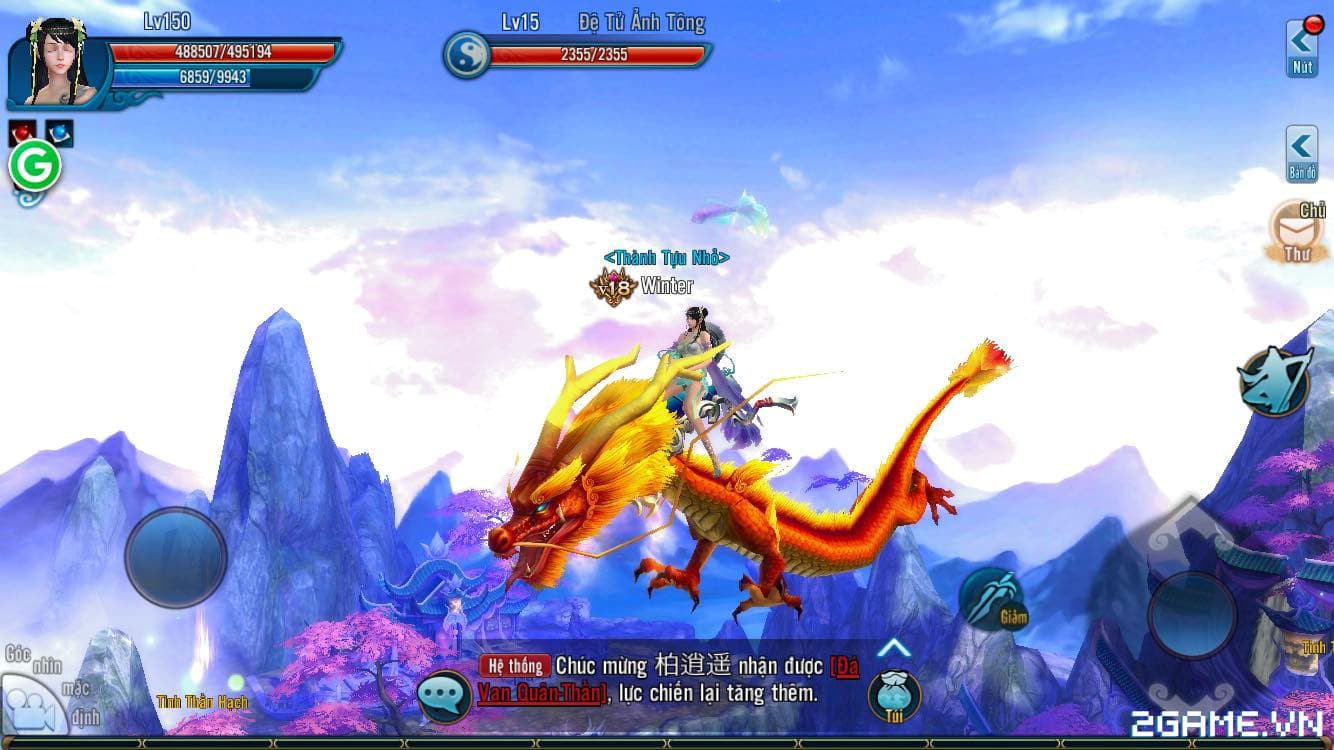 Lv150
488507/495194
6859/9943
Lv15 Đệ Tử Ảnh Tông
2355/2355
Nút
Bản đồ
Chủ
Thư
G
<Thành Tựu Nhỏ>
v18 Winter
Giảm
Góc
nhìn
mặc
định
Tinh Thần Hạch
Hệ thống Chúc mừng 柏逍遥 nhận được [Đá
Vạn Quân Thần], lực chiến lại tăng thêm.
Túi
Tinh
2GAME.VN